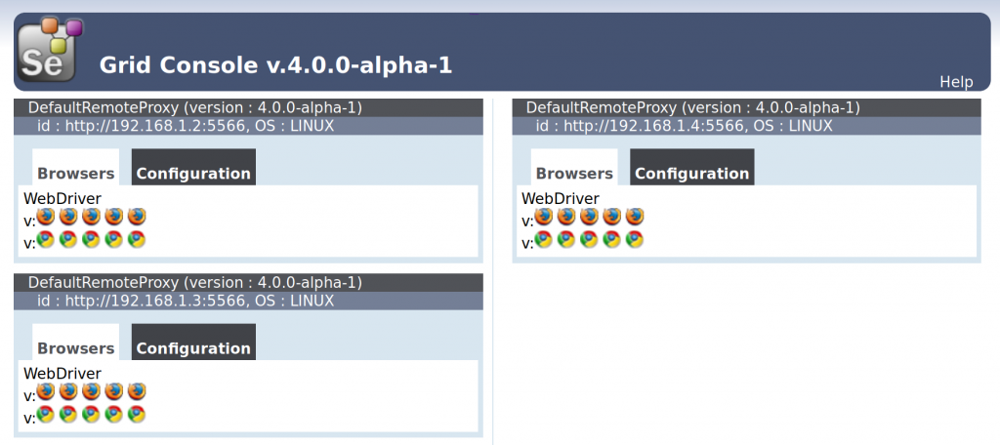 Se
Grid Console v.4.0.0-alpha-1
Help
DefaultRemoteProxy (version : 4.0.0-alpha-1)
id : http://192.168.1.2:5566, OS : LINUX
Browsers Configuration
WebDriver
v:
v:
DefaultRemoteProxy (version : 4.0.0-alpha-1)
id : http://192.168.1.3:5566, OS : LINUX
Browsers Configuration
WebDriver
v:
v:
DefaultRemoteProxy (version : 4.0.0-alpha-1)
id : http://192.168.1.4:5566, OS : LINUX
Browsers Configuration
WebDriver
v:
v: